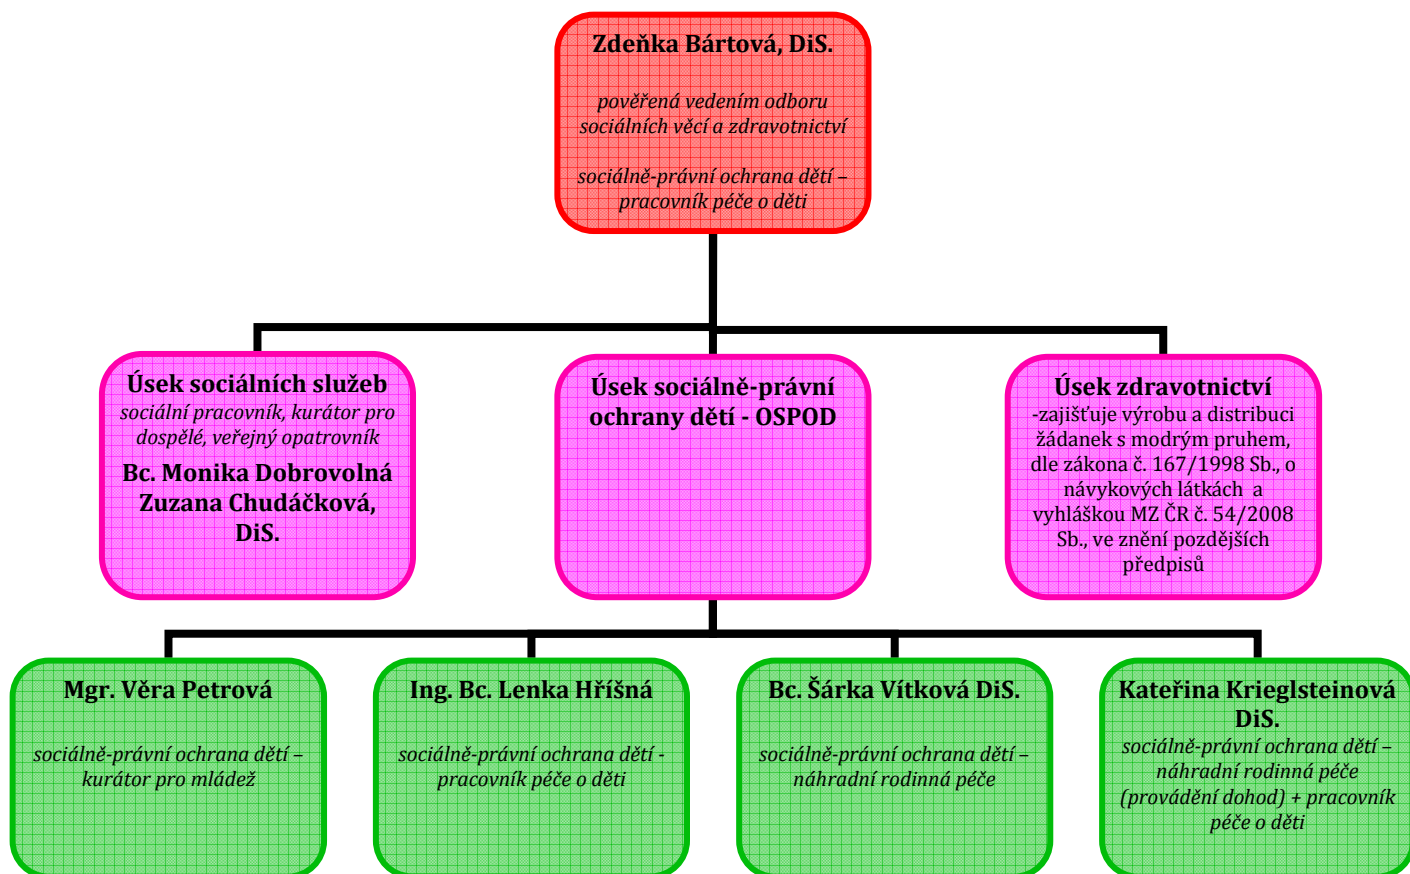 Zdeňka Bártová, DiS.
pověřená vedením odboru
sociálních věcí a zdravotnictví
sociálně-právní ochrana dětí –
pracovník péče o děti
Úsek sociálních služeb
sociální pracovník, kurátor pro
dospělé, veřejný opatrovník
Bc. Monika Dobrovolná
Zuzana Chudáčková,
DiS.
Úsek sociálně-právní
ochrany dětí - OSPOD
Úsek zdravotnictví
-zajišťuje výrobu a distribuci
žádanek s modrým pruhem,
dle zákona č. 167/1998 Sb., o
návykových látkách a
vyhláškou MZ ČR č. 54/2008
Sb., ve znění pozdějších
předpisů
Mgr. Věra Petrová
sociálně-právní ochrana dětí –
kurátor pro mládež
Ing. Bc. Lenka Hříšná
sociálně-právní ochrana dětí -
pracovník péče o děti
Bc. Šárka Vítková DiS.
sociálně-právní ochrana dětí –
náhradní rodinná péče
Kateřina Krieglsteinová
DiS.
sociálně-právní ochrana dětí –
náhradní rodinná péče
(provádění dohod) + pracovník
péče o děti